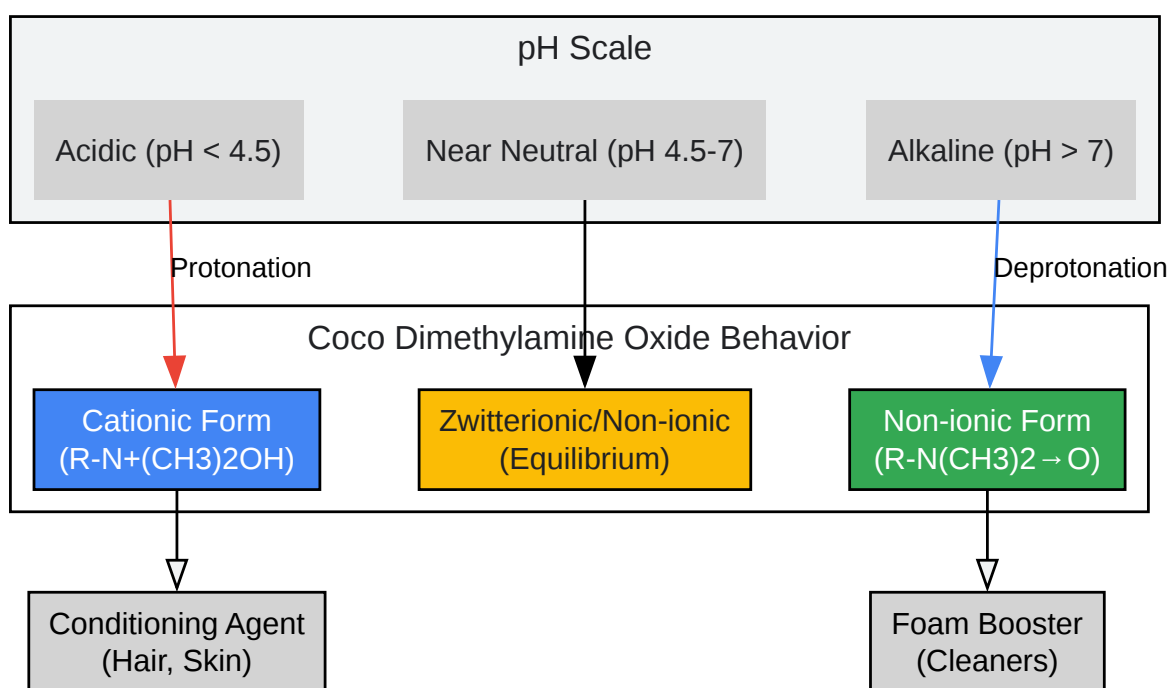 pH Scale
Acidic (pH < 4.5)
Near Neutral (pH 4.5-7)
Alkaline (pH > 7)
Protonation
Deprotonation
Coco Dimethylamine Oxide Behavior
Cationic Form
(R-N+(CH3)2OH)
Zwitterionic/Non-ionic
(Equilibrium)
Non-ionic Form
(R-N(CH3)2→O)
Conditioning Agent
(Hair, Skin)
Foam Booster
(Cleaners)